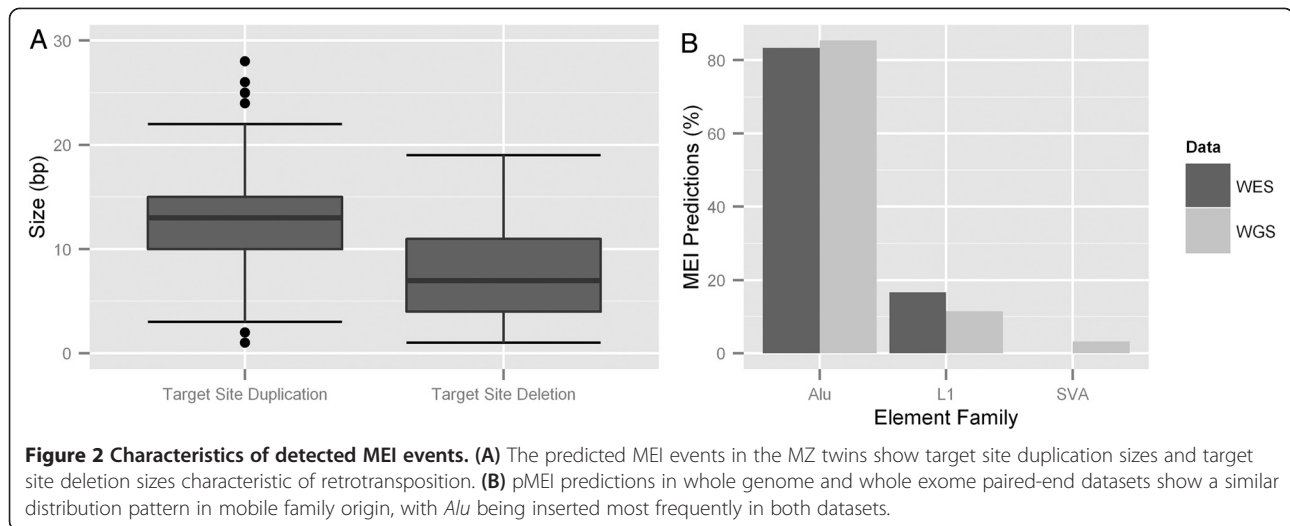 A
30
20
10
0
Size (bp)
Target Site Duplication
Target Site Deletion
B
80
60
40
20
0
MEI Predictions (%)
Alu
L1
SVA
Element Family
Data
WES
WGS
Figure 2 Characteristics of detected MEI events. (A) The predicted MEI events in the MZ twins show target site duplication sizes and target
site deletion sizes characteristic of retrotransposition. (B) pMEI predictions in whole genome and whole exome paired-end datasets show a similar
distribution pattern in mobile family origin, with Alu being inserted most frequently in both datasets.